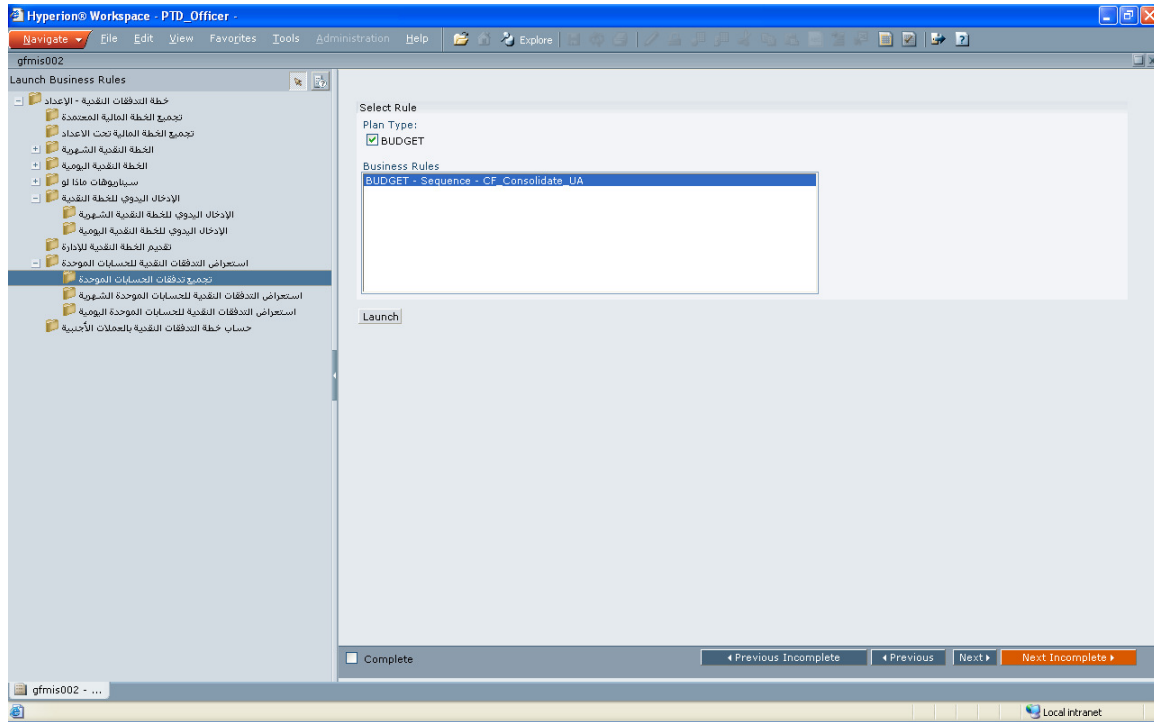 Hyperion® Workspace - PTD_Officer -
Navigate File Edit View Favorites Tools Administration Help Explore
gfmis002
Launch Business Rules
خطة التدفقات النقدية - الإعداد
تجميع الخطة المالية المعتمدة
تجميع الخطة المالية تحت الاعداد
الخطة النقدية الشهرية
الخطة النقدية اليومية
سيناريوهات ماذا لو
الإدخال اليدوي للخطة النقدية
الإدخال اليدوي للخطة النقدية الشهرية
الإدخال اليدوي للخطة النقدية اليومية
تقديم الخطة النقدية للإدارة
استعراض التدفقات النقدية للحسابات الموحدة
تجميع تدفقات الحسابات الموحدة
استعراض التدفقات النقدية للحسابات الموحدة الشهرية
استعراض التدفقات النقدية للحسابات الموحدة اليومية
حساب خطة التدفقات النقدية بالعملات الأجنبية
Select Rule
Plan Type:
BUDGET
Business Rules
BUDGET - Sequence - CF_Consolidate_UA
Launch
Complete
Previous Incomplete Previous Next Next Incomplete
gfmis002 - ...
Local intranet